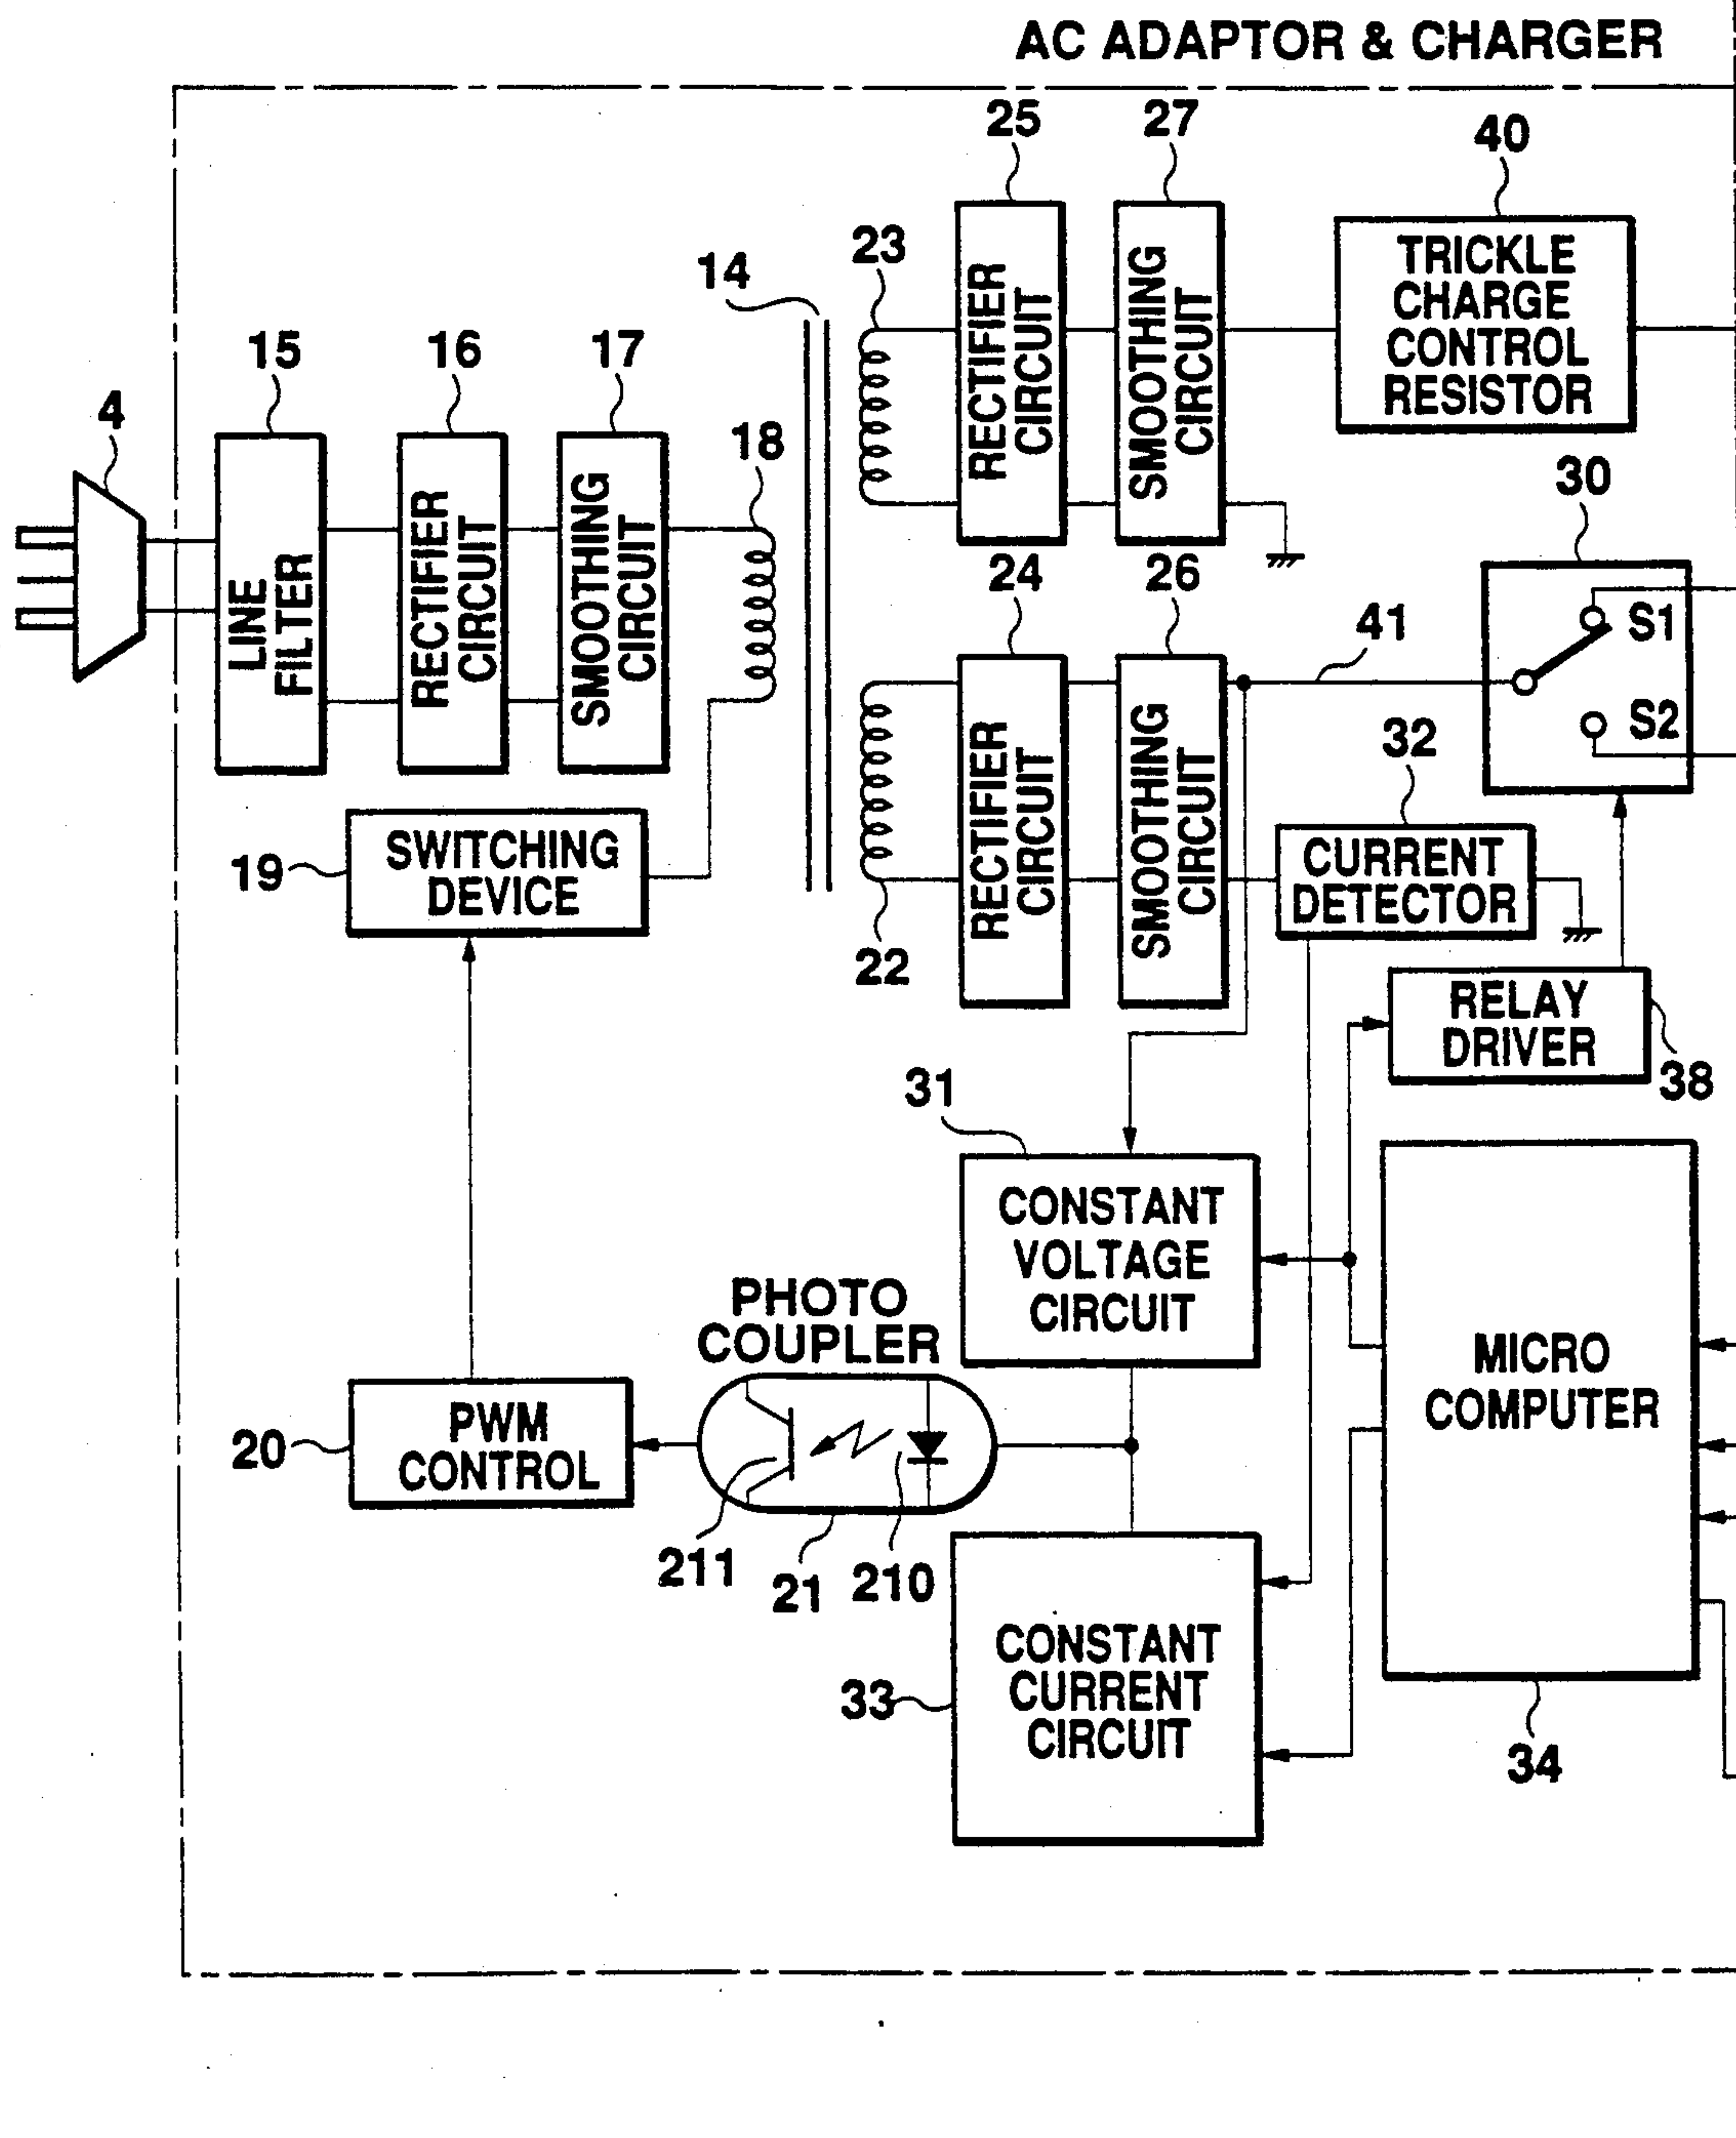 AC ADAPTOR & CHARGER
25
27
40
23
14
TRICKLE
CHARGE
CONTROL
RESISTOR
RECTIFIER
CIRCUIT
SMOOTHING
CIRCUIT
15
16
17
4
18
LINE
FILTER
RECTIFIER
CIRCUIT
SMOOTHING
CIRCUIT
30
24
26
41
S1
S2
32
RECTIFIER
CIRCUIT
SMOOTHING
CIRCUIT
19
SWITCHING
DEVICE
CURRENT
DETECTOR
22
RELAY
DRIVER
38
31
CONSTANT
VOLTAGE
CIRCUIT
PHOTO
COUPLER
MICRO
COMPUTER
20
PWM
CONTROL
211
21
210
CONSTANT
CURRENT
CIRCUIT
33
34